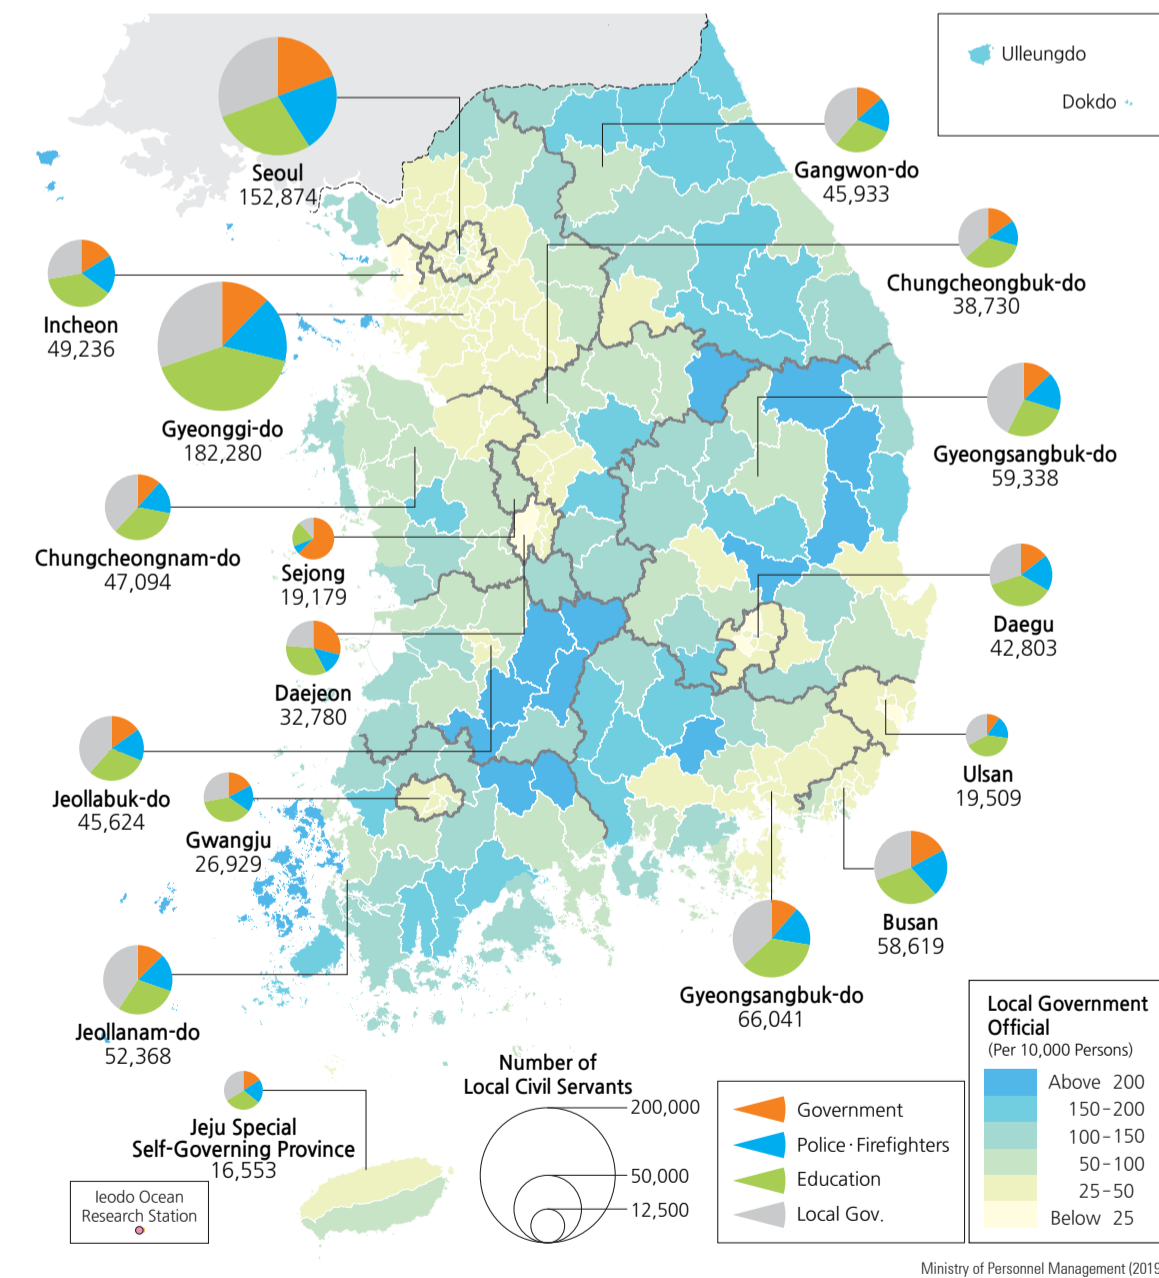 Ulleungdo
Dokdo
Seoul
152,874
Gangwon-do
45,933
Chungcheongbuk-do
38,730
Incheon
49,236
Gyeonggi-do
182,280
Gyeongsangbuk-do
59,338
Chungcheongnam-do
47,094
Sejong
19,179
Daegu
42,803
Daejeon
32,780
Ulsan
19,509
Jeollabuk-do
45,624
Gwangju
26,929
Busan
58,619
Gyeongsangbuk-do
66,041
Jeollanam-do
52,368
Jeju Special
Self-Governing Province
16,553
Ieodo Ocean
Research Station
Number of
Local Civil Servants
200,000
50,000
12,500
Government
Police·Firefighters
Education
Local Gov.
Local Government
Official
(Per 10,000 Persons)
Above 200
150–200
100–150
50–100
25–50
Below 25
Ministry of Personnel Management (2019